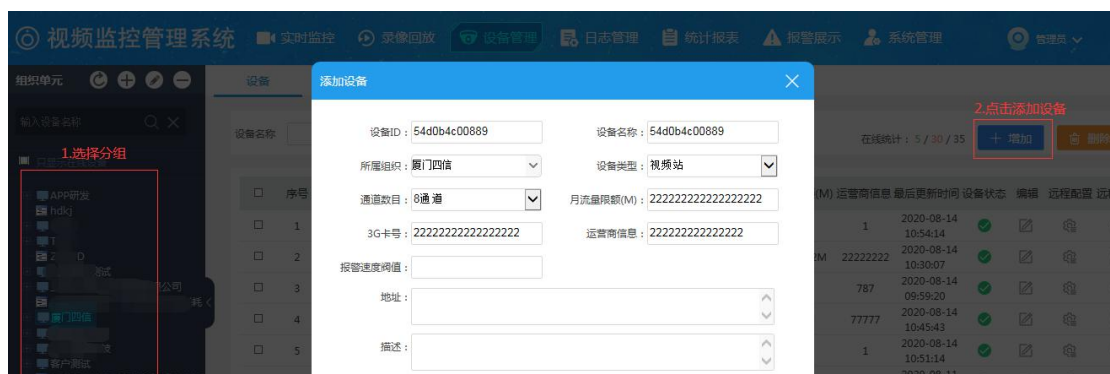 视频监控管理系统 实时监控 录像回放 设备管理 日志管理 统计报表 报警展示 系统管理 管理员
组织单元 设备 添加设备
输入设备名称
2.点击添加设备
设备名称 在线统计：5 / 30 / 35 增加 删除
1.选择分组
设备ID： 54d0b4c00889 设备名称： 54d0b4c00889
所属组织： 厦门四信 设备类型： 视频站
通道数目： 8通道 月流量限额(M)： 2222222222222222222
3G卡号： 22222222222222222 运营商信息： 222222222222222
报警速度阀值：
地址：
描述：
APP研发
hdkj
厦门四信
客户测试
序号 (M) 运营商信息 最后更新时间 设备状态 编辑 远程配置
1 1 2020-08-14 10:54:14
2 2M 22222222 2020-08-14 10:30:07
3 787 2020-08-14 09:59:20
4 77777 2020-08-14 10:45:43
5 1 2020-08-14 10:51:14